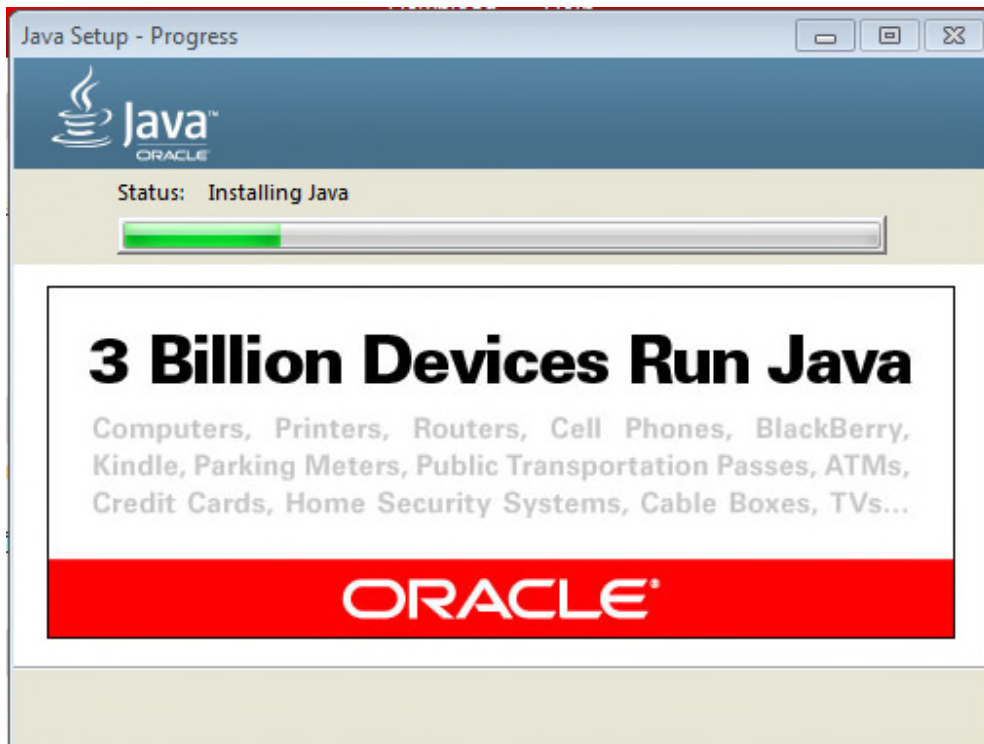 Java Setup - Progress
Java™
ORACLE
Status: Installing Java
3 Billion Devices Run Java
Computers, Printers, Routers, Cell Phones, BlackBerry,
Kindle, Parking Meters, Public Transportation Passes, ATMs,
Credit Cards, Home Security Systems, Cable Boxes, TVs...
ORACLE®